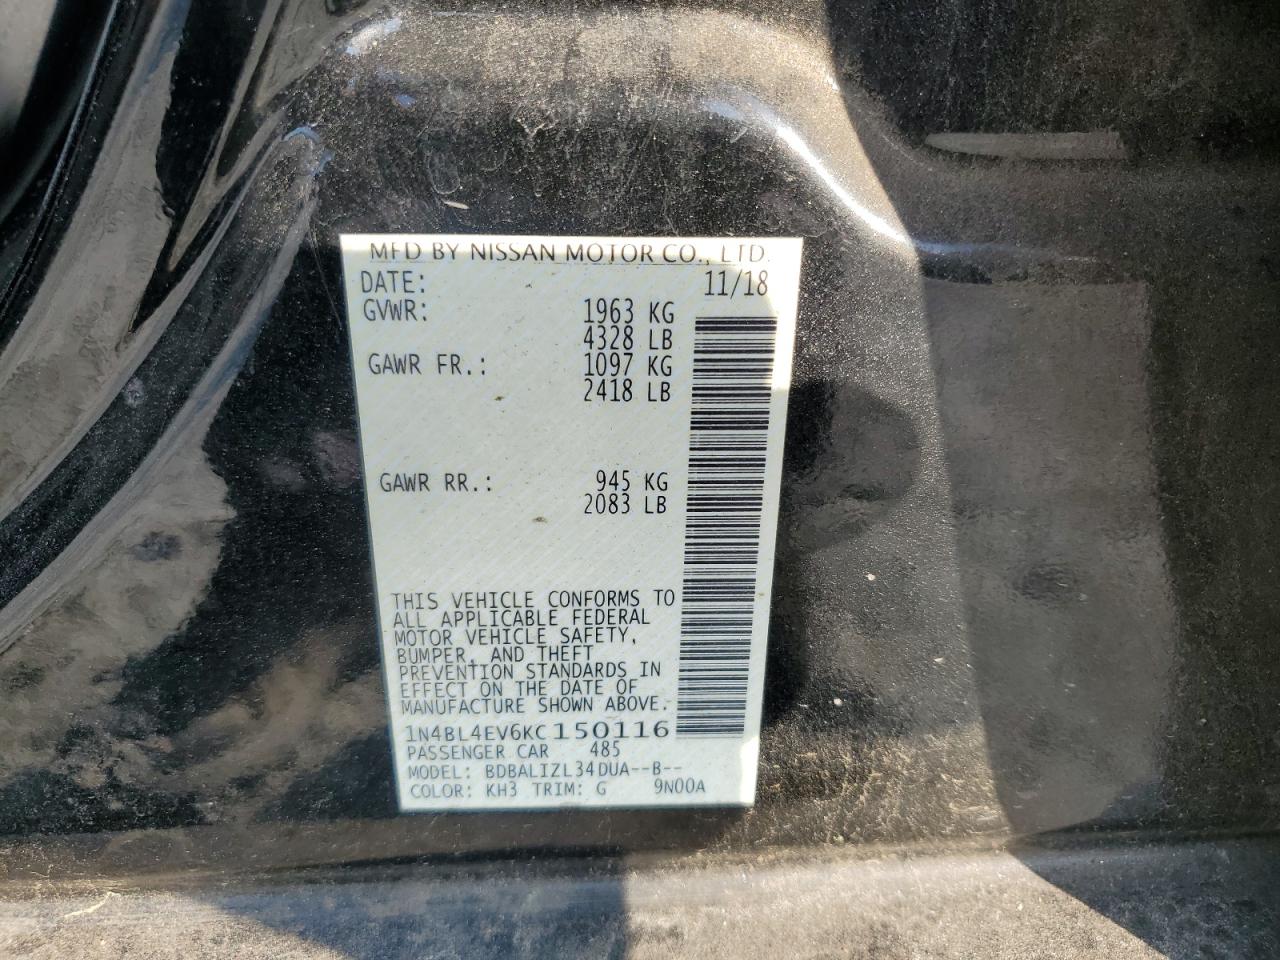 MFD BY NISSAN MOTOR CO., LTD.
DATE: 11/18
GVWR: 1963 KG
4328 LB
GAWR FR.: 1097 KG
2418 LB
GAWR RR.: 945 KG
2083 LB
THIS VEHICLE CONFORMS TO
ALL APPLICABLE FEDERAL
MOTOR VEHICLE SAFETY,
BUMPER, AND THEFT
PREVENTION STANDARDS IN
EFFECT ON THE DATE OF
MANUFACTURE SHOWN ABOVE.
1N4BL4EV6KC150116
PASSENGER CAR 485
MODEL: BDBALIZL34DUA--B--
COLOR: KH3 TRIM: G 9N00A